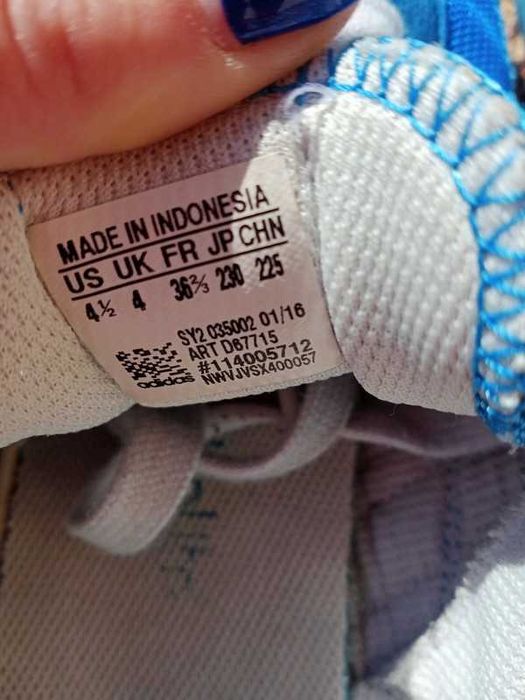 MADE IN INDONESIA
US UK FR JP CHN
4½ 4 36⅔ 230 225
SY2 035002 01/16
ART D67715
#114005712
adidas NWVJVSX400057